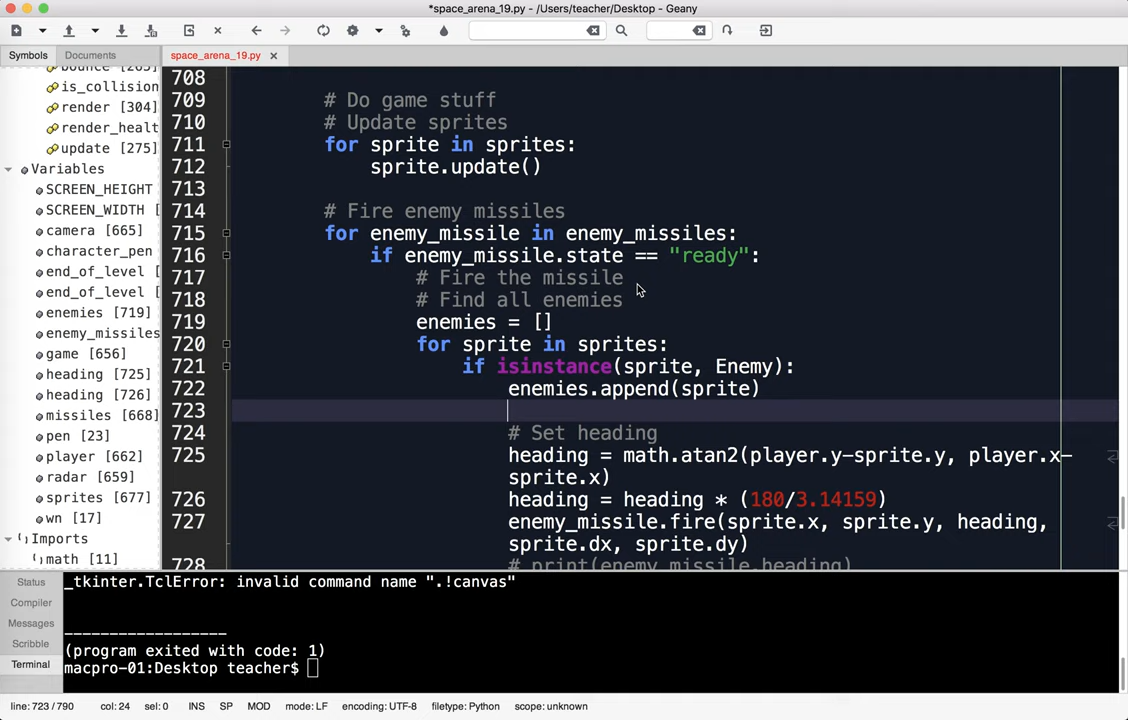 *space_arena_19.py - /Users/teacher/Desktop - Geany
Symbols
Documents
space_arena_19.py
bounce [263]
is_collision
render [304]
render_healt
update [275]
Variables
SCREEN_HEIGHT
SCREEN_WIDTH [
camera [665]
character_pen
end_of_level [
end_of_level [
enemies [719]
enemy_missiles
game [656]
heading [725]
heading [726]
missiles [668]
pen [23]
player [662]
radar [659]
sprites [677]
wn [17]
Imports
math [11]
708
709 # Do game stuff
710 # Update sprites
711 for sprite in sprites:
712 sprite.update()
713
714 # Fire enemy missiles
715 for enemy_missile in enemy_missiles:
716 if enemy_missile.state == "ready":
717 # Fire the missile
718 # Find all enemies
719 enemies = []
720 for sprite in sprites:
721 if isinstance(sprite, Enemy):
722 enemies.append(sprite)
723
724 # Set heading
725 heading = math.atan2(player.y-sprite.y, player.x-
sprite.x)
726 heading = heading * (180/3.14159)
727 enemy_missile.fire(sprite.x, sprite.y, heading,
sprite.dx, sprite.dy)
728 # print(enemy_missile.heading)
Status
Compiler
Messages
Scribble
Terminal
_tkinter.TclError: invalid command name ".!canvas"
------------------
(program exited with code: 1)
macpro-01:Desktop teacher$
line: 723 / 790 col: 24 sel: 0 INS SP MOD mode: LF encoding: UTF-8 filetype: Python scope: unknown